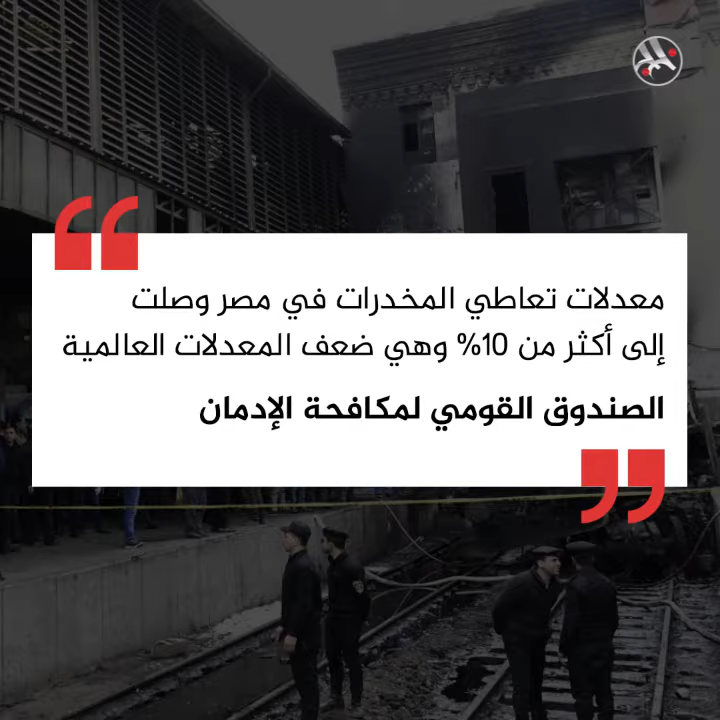 معدلات تعاطي المخدرات في مصر وصلت
إلى أكثر من 10% وهي ضعف المعدلات العالمية
الصندوق القومي لمكافحة الإدمان